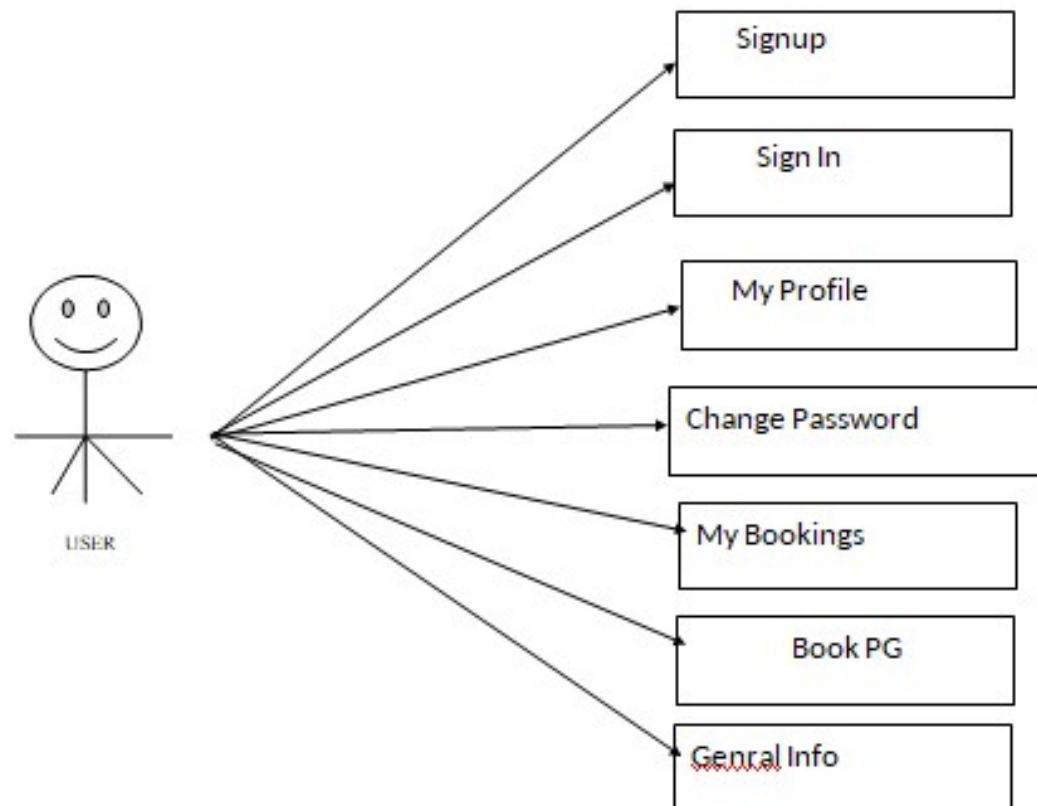 Signup
Sign In
My Profile
Change Password
My Bookings
Book PG
Genral Info
USER